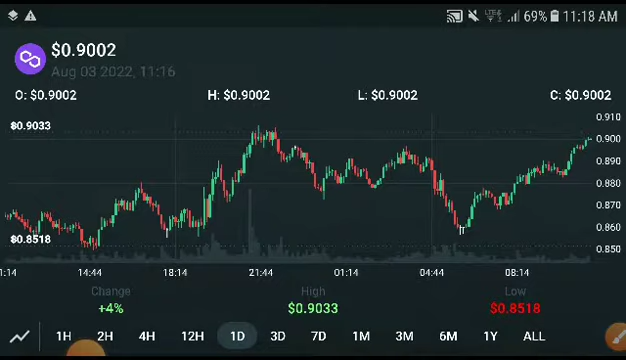 69% 11:18 AM
$0.9002
Aug 03 2022, 11:16
O: $0.9002 H: $0.9002 L: $0.9002 C: $0.9002
0.910
$0.9033
0.900
0.890
0.880
0.870
0.860
$0.8518
0.850
1:14 14:44 18:14 21:44 01:14 04:44 08:14
Change High Low
+4% $0.9033 $0.8518
1H 2H 4H 12H 1D 3D 7D 1M 3M 6M 1Y ALL